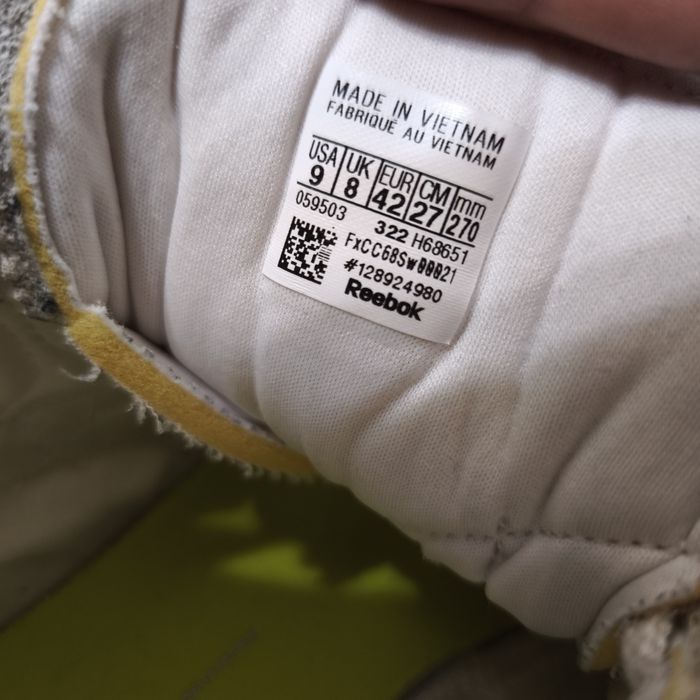 MADE IN VIETNAM
FABRIQUÉ AU VIETNAM
USA UK EUR CM mm
9 8 42 27 270
059503 322 H68651
FxCC68Sw00021
#128924980
Reebok